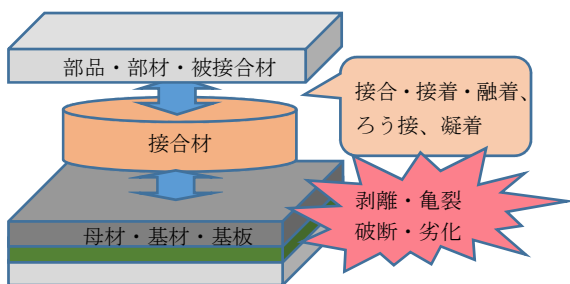 部品・部材・被接合材
接合・接着・融着、
ろう接、凝着
接合材
剥離・亀裂
破断・劣化
母材・基材・基板